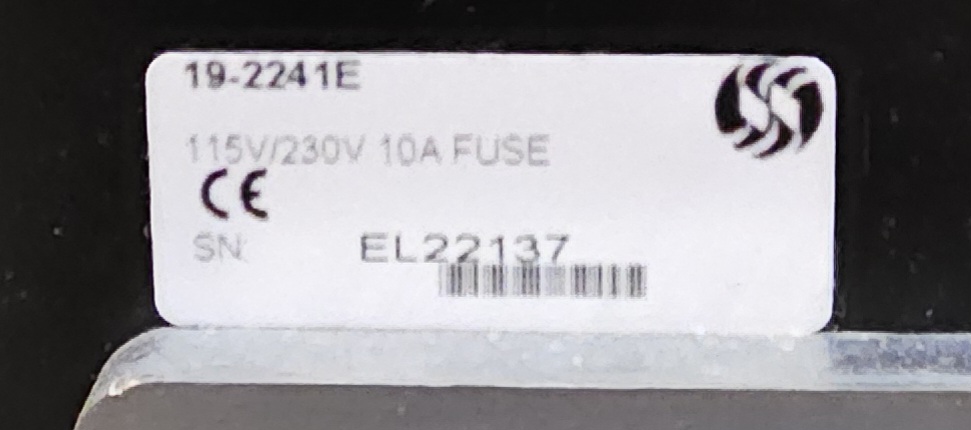 19-2241E
115V/230V 10A FUSE
CE
SN: EL22137